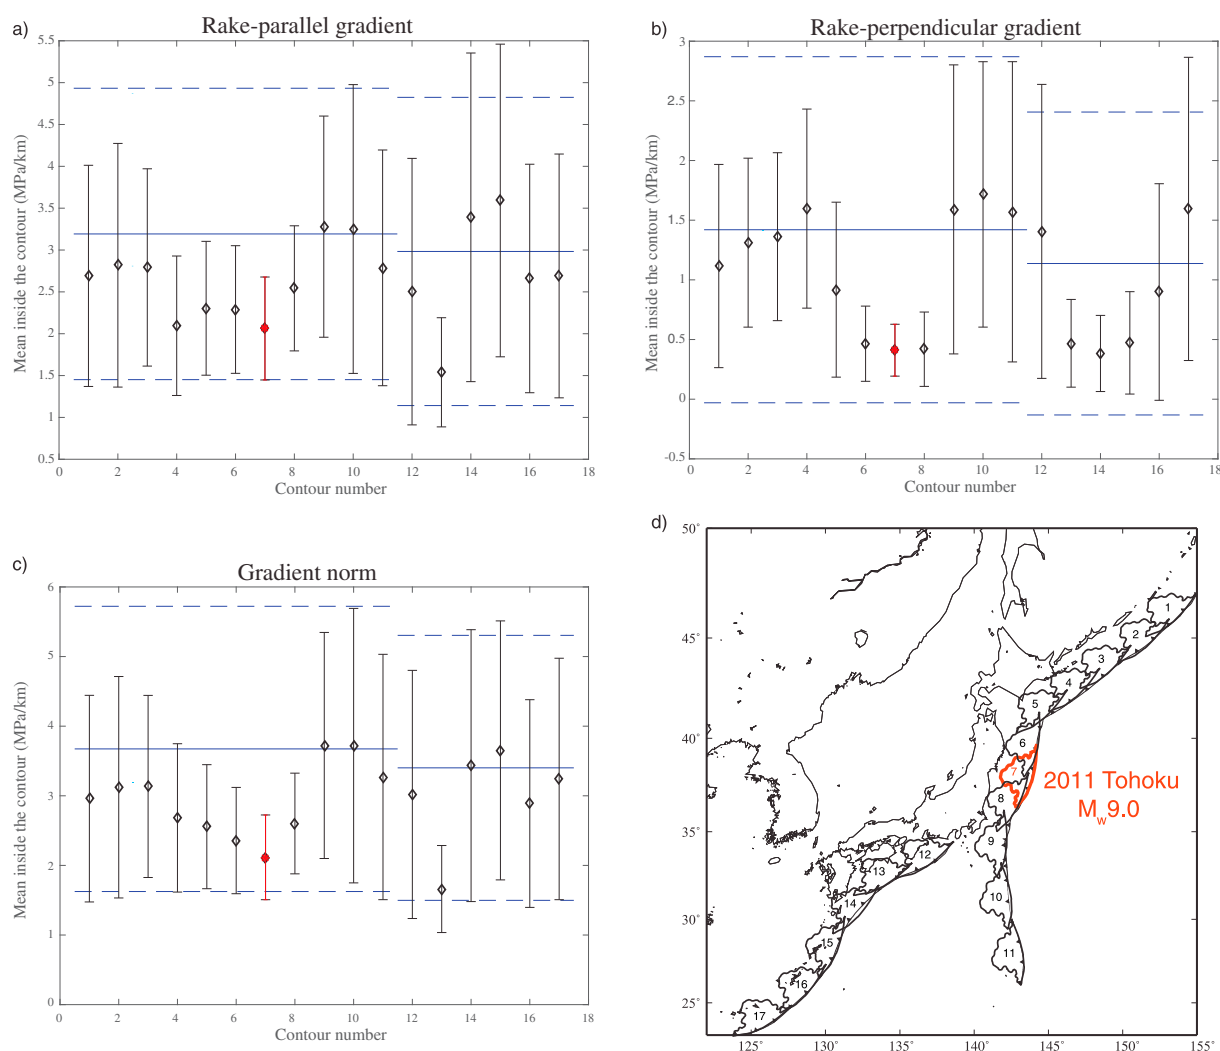 a)
Rake-parallel gradient
5.5
5
4.5
4
3.5
3
2.5
2
1.5
1
0.5
Mean inside the contour (MPa/km)
0 2 4 6 8 10 12 14 16 18
Contour number
b)
Rake-perpendicular gradient
3
2.5
2
1.5
1
0.5
0
-0.5
Mean inside the contour (MPa/km)
0 2 4 6 8 10 12 14 16 18
Contour number
c)
Gradient norm
6
5
4
3
2
1
0
Mean inside the contour (MPa/km)
0 2 4 6 8 10 12 14 16 18
Contour number
d)
50°
45°
40°
35°
30°
25°
1
2
3
4
5
6
7
8
9
10
11
12
13
14
15
16
17
2011 Tohoku
Mw9.0
125° 130° 135° 140° 145° 150° 155°